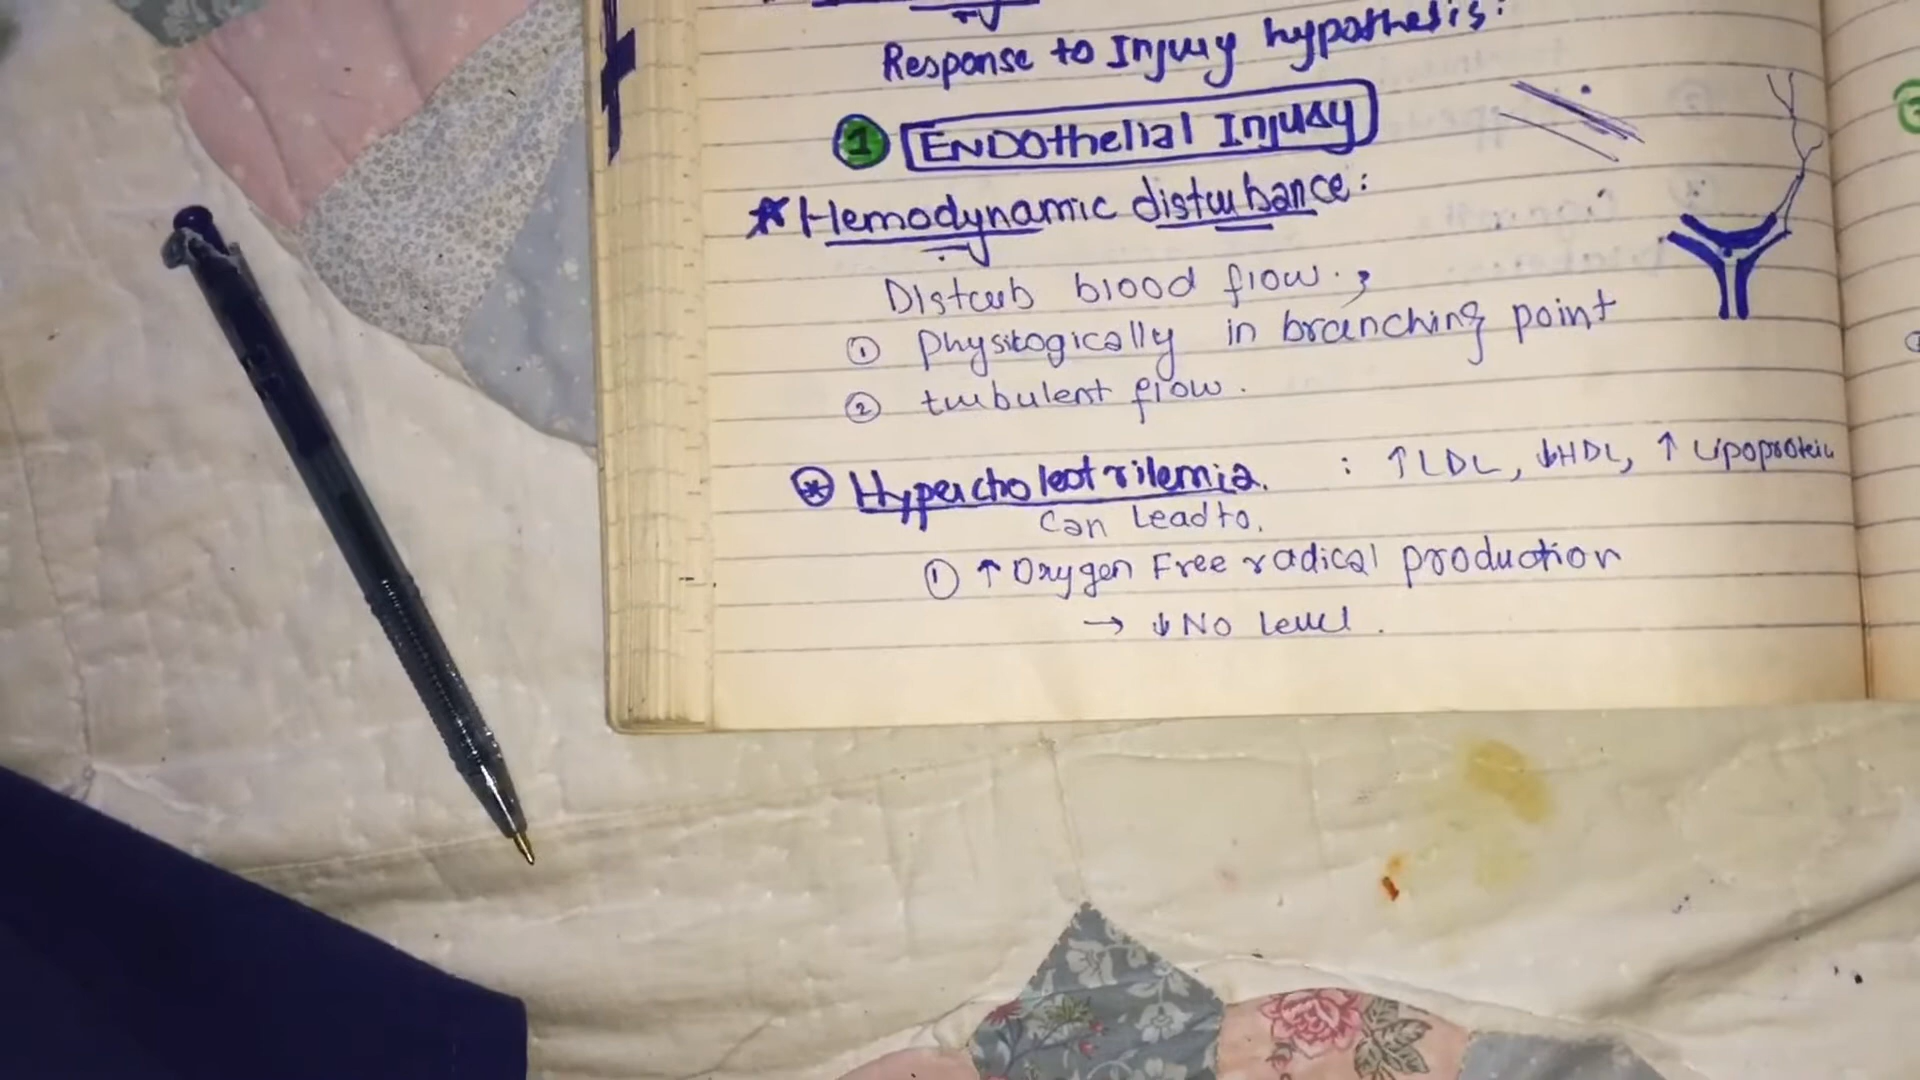 Response to Injury hypothesis:
1 ENDOthelial Injury
* Hemodynamic disturbance:
Disturb blood flow.
① physiologically in branching point
② turbulent flow.
* Hypercholestrilemia. : ↑ LDL, ↓HDL, ↑ Lipoprotein
can Lead to.
① ↑ Oxygen Free radical production
→ ↓ NO level.